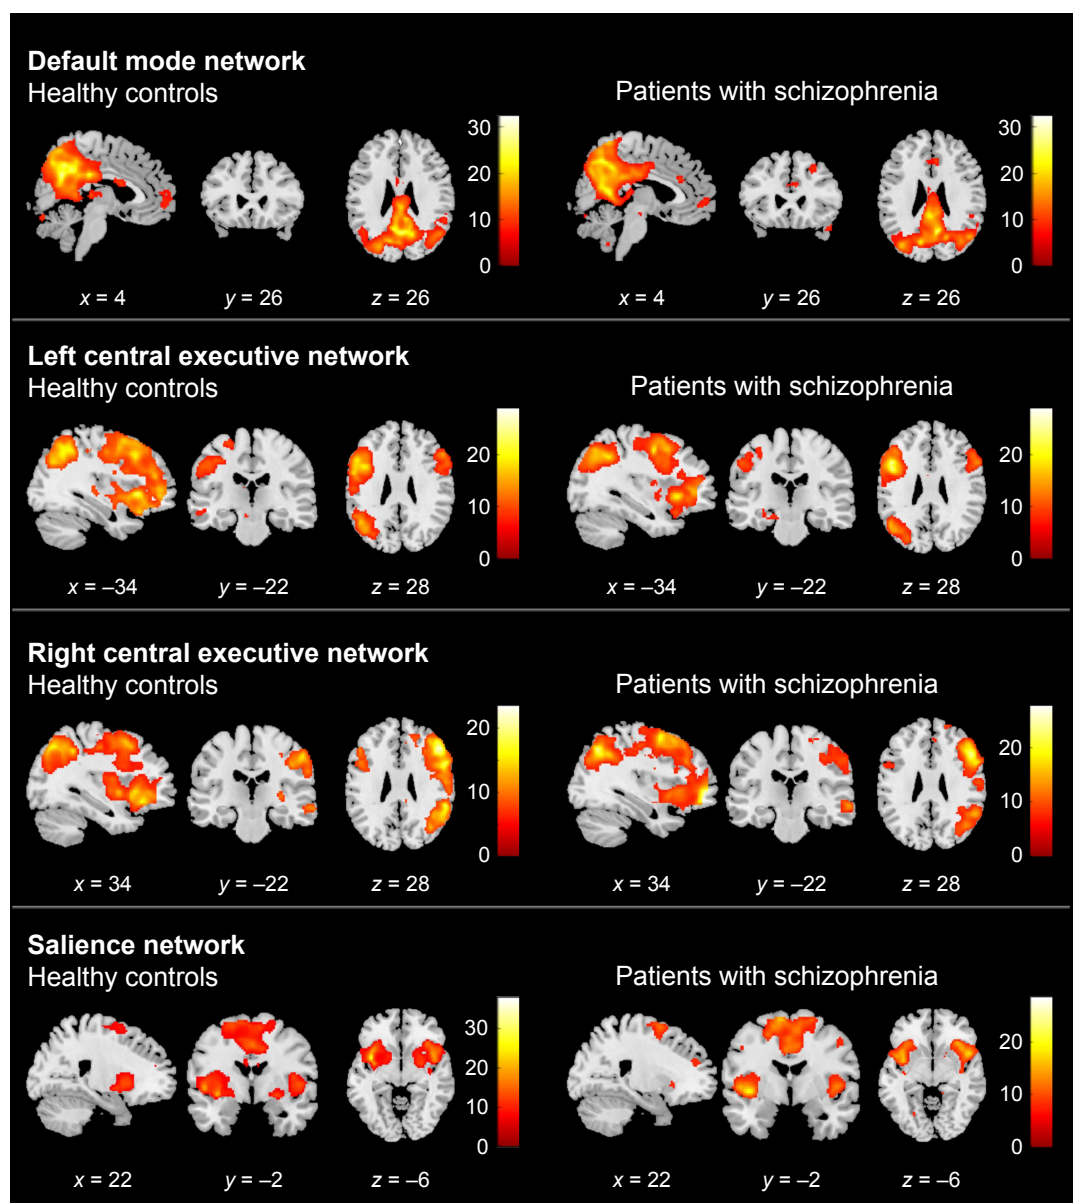 Default mode network
Healthy controls
Patients with schizophrenia
30
20
10
0
30
20
10
0
x = 4
y = 26
z = 26
x = 4
y = 26
z = 26
Left central executive network
Healthy controls
Patients with schizophrenia
20
10
0
20
10
0
x = –34
y = –22
z = 28
x = –34
y = –22
z = 28
Right central executive network
Healthy controls
Patients with schizophrenia
20
10
0
20
10
0
x = 34
y = –22
z = 28
x = 34
y = –22
z = 28
Salience network
Healthy controls
Patients with schizophrenia
30
20
10
0
20
10
0
x = 22
y = –2
z = –6
x = 22
y = –2
z = –6